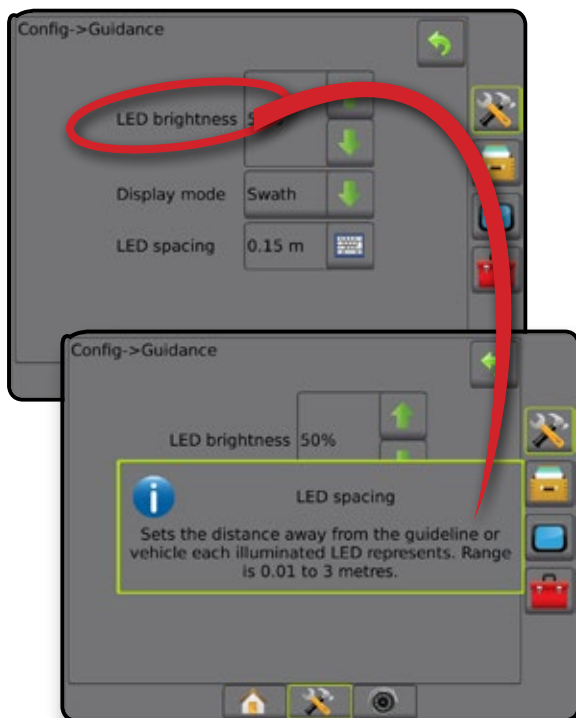 Config->Guidance
LED brightness
Display mode Swath
LED spacing 0.15 m
Config->Guidance
LED brightness 50%
LED spacing
Sets the distance away from the guideline or
vehicle each illuminated LED represents. Range
is 0.01 to 3 metres.